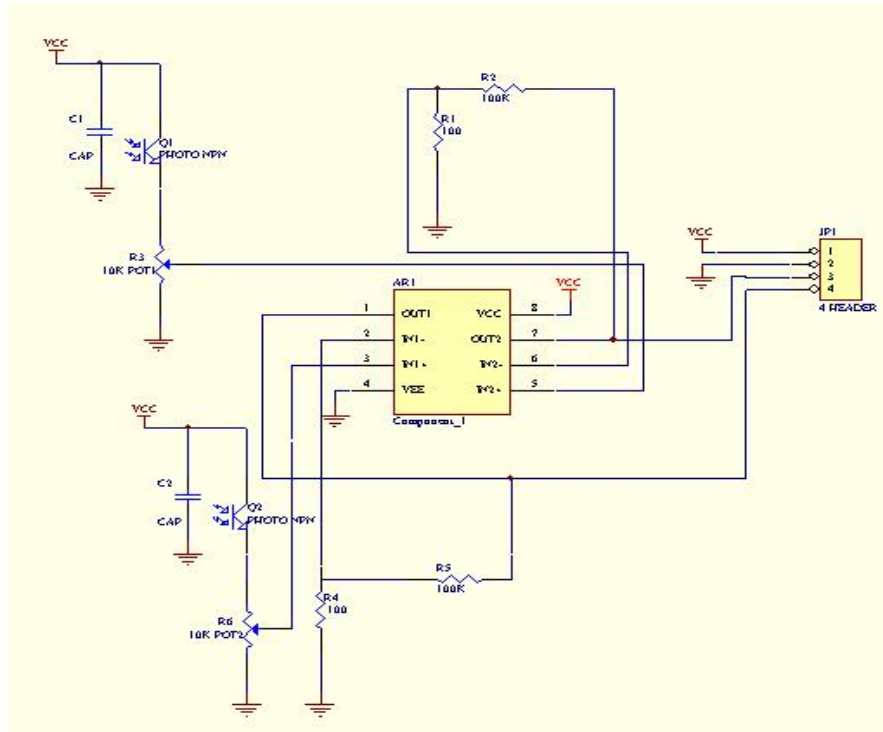 VCC
C1
CAP
Q1
PHOTO NPN
R3
10K POT1
R2
100K
R1
100
VCC
JP1
1
2
3
4
4 HEADER
AR1
VCC
1 OUT1 VCC 8
2 IN1- OUT2 7
3 IN1+ IN2- 6
4 VEE IN2+ 5
Component_1
VCC
C2
CAP
Q2
PHOTO NPN
R6
10K POT2
R5
100K
R4
100